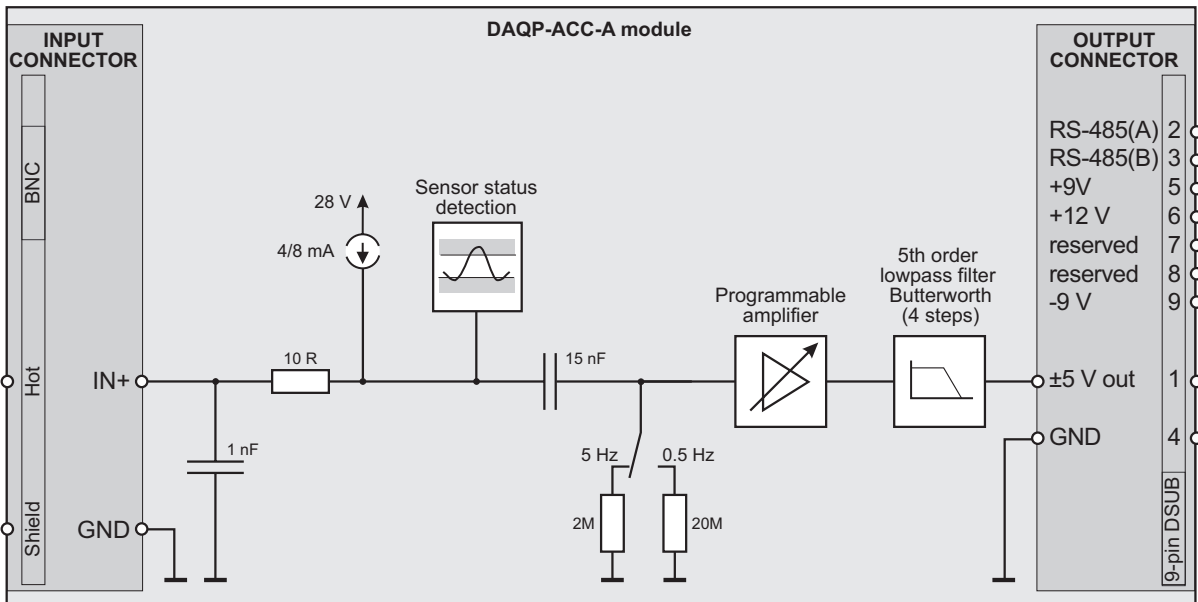 DAQP-ACC-A module
INPUT
CONNECTOR
BNC
Hot
Shield
IN+
GND
1 nF
10 R
28 V
4/8 mA
Sensor status
detection
15 nF
5 Hz
0.5 Hz
2M
20M
Programmable
amplifier
5th order
lowpass filter
Butterworth
(4 steps)
OUTPUT
CONNECTOR
RS-485(A) 2
RS-485(B) 3
+9V 5
+12 V 6
reserved 7
reserved 8
-9 V 9
±5 V out 1
GND 4
9-pin DSUB